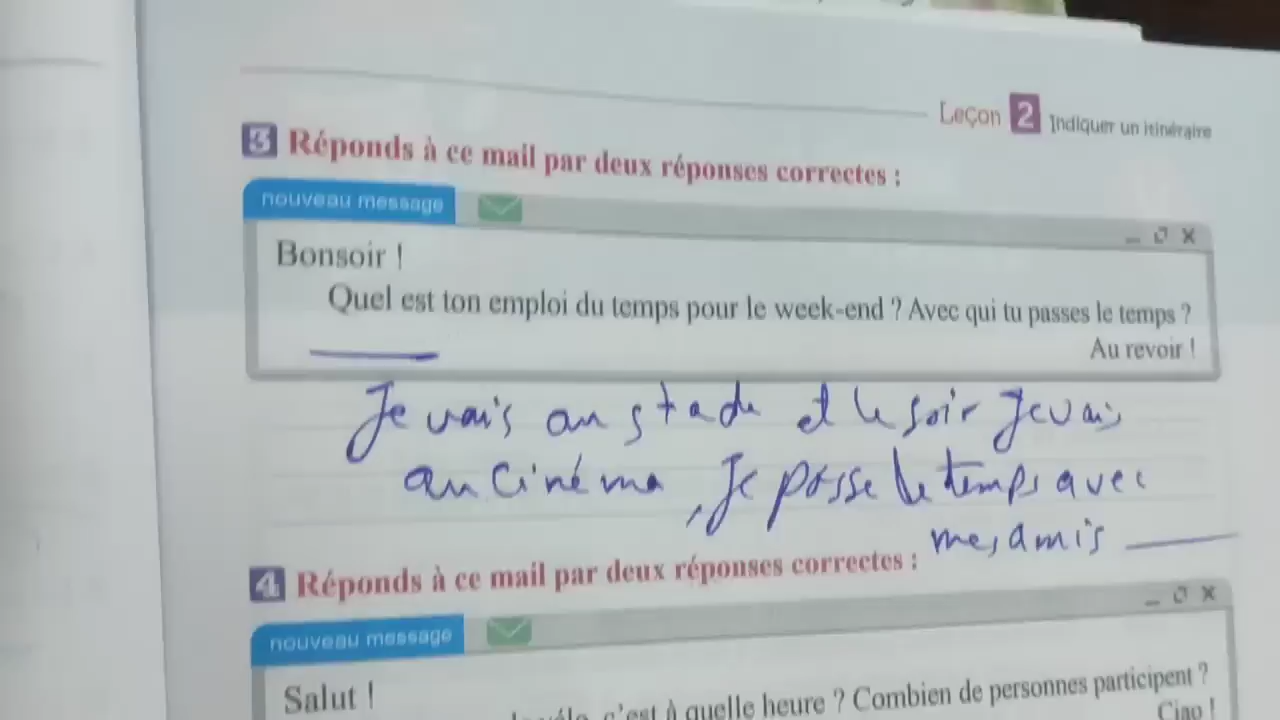 Leçon 2 Indiquer un itinéraire
3 Réponds à ce mail par deux réponses correctes :
nouveau message
Bonsoir !
Quel est ton emploi du temps pour le week-end ? Avec qui tu passes le temps ?
Au revoir !
Je vais au stade et le soir Je vais
au cinéma, Je passe le temps avec
mes amis
4 Réponds à ce mail par deux réponses correctes :
nouveau message
Salut !
c'est à quelle heure ? Combien de personnes participent ?
Ciao !